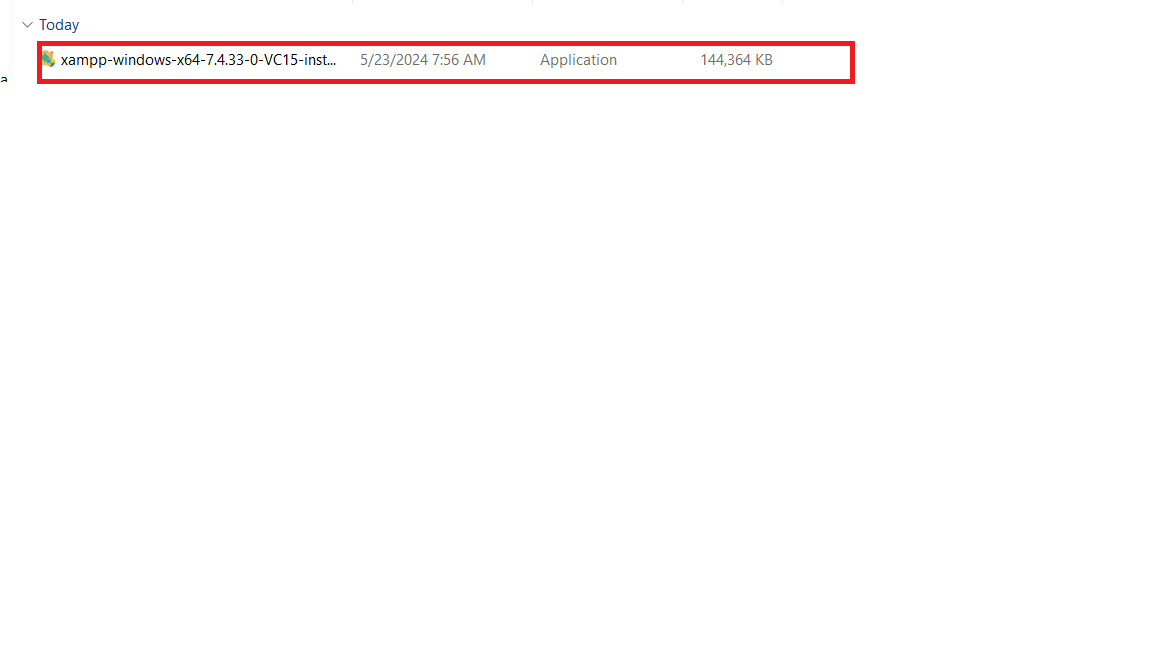 Today
xampp-windows-x64-7.4.33-0-VC15-inst... 5/23/2024 7:56 AM Application 144,364 KB
a